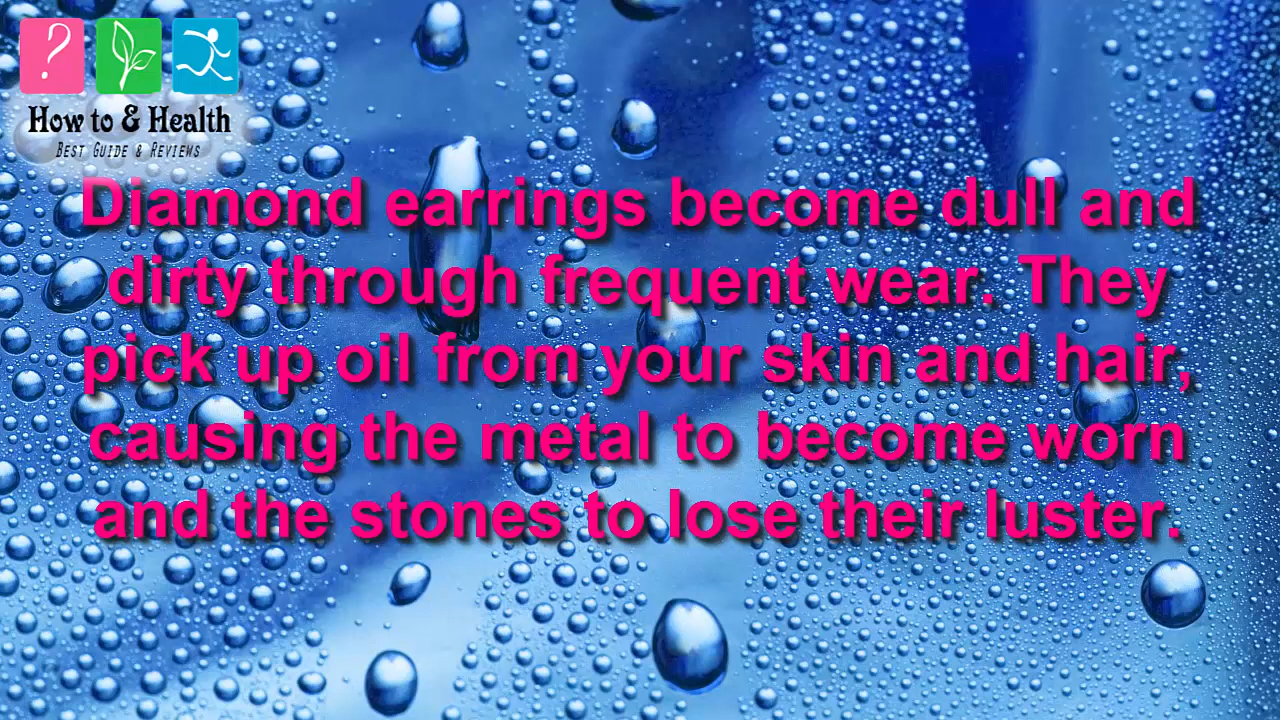 ?
How to & Health
Best Guide & Reviews
Diamond earrings become dull and
dirty through frequent wear. They
pick up oil from your skin and hair,
causing the metal to become worn
and the stones to lose their luster.